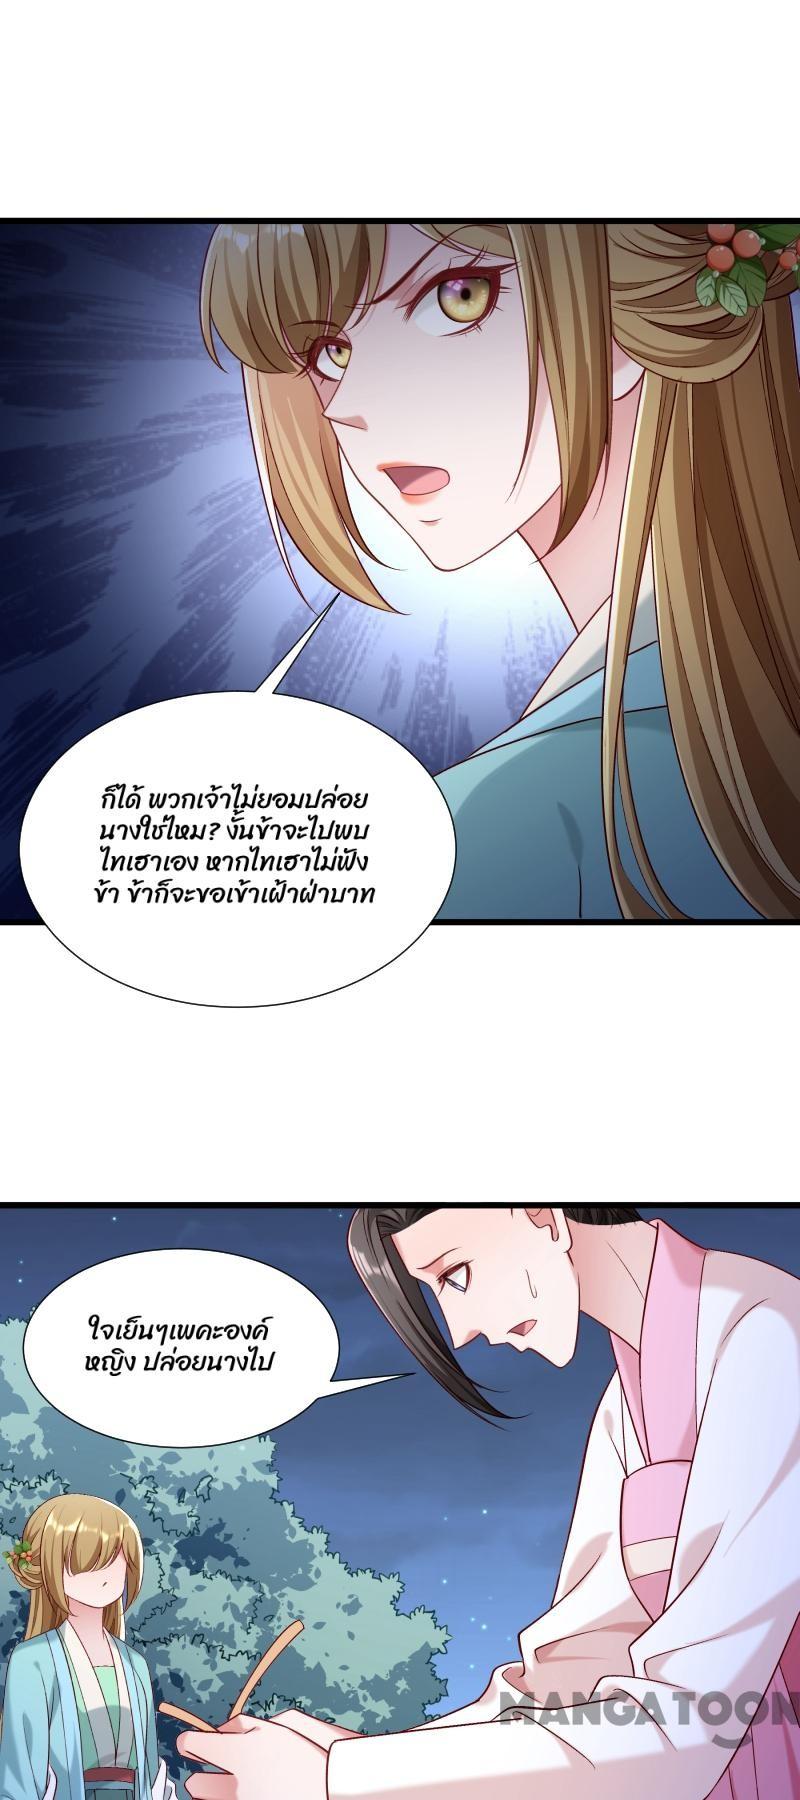 ก็ได้ พวกเจ้าไม่ยอมปล่อย
นางใช่ไหม? งั้นข้าจะไปพบ
ไทเฮาเอง หากไทเฮาไม่ฟัง
ข้า ข้าก็จะขอเข้าเฝ้าฝ่าบาท
ใจเย็นๆเพคะองค์
หญิง ปล่อยนางไป
MANGATOON